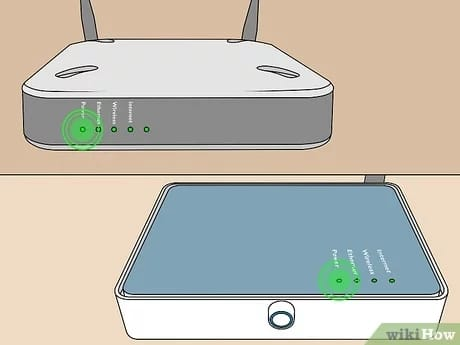 Power
Ethernet
Wireless
Internet
Power
Ethernet
Wireless
Internet
wikiHow